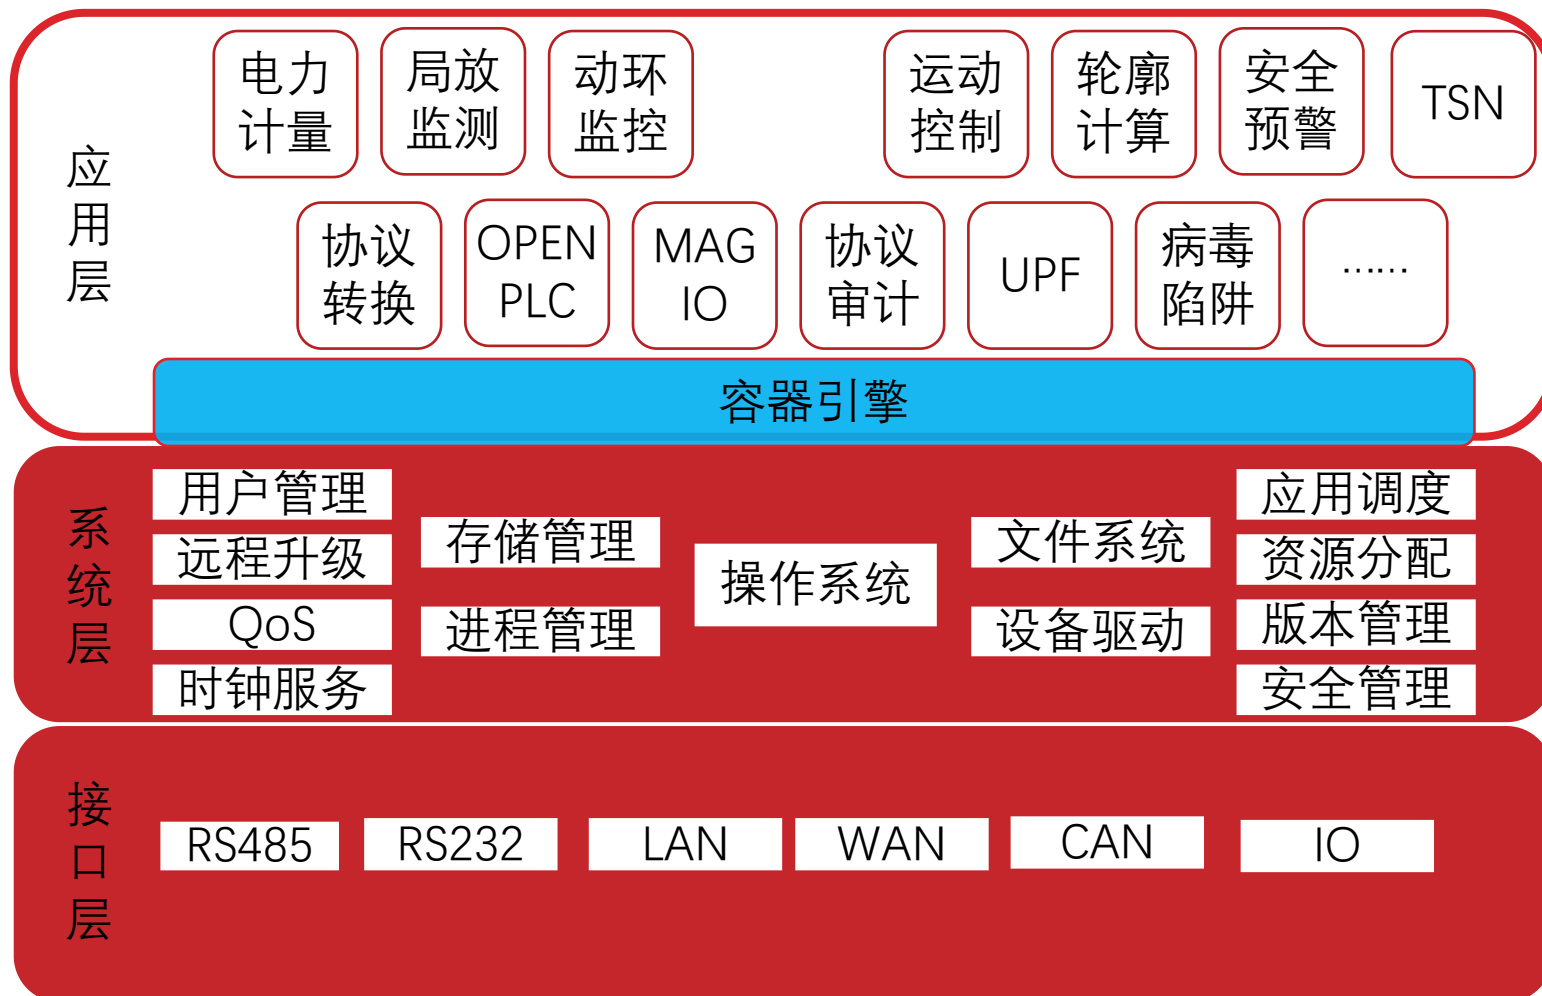 应用层
电力
计量
局放
监测
动环
监控
运动
控制
轮廓
计算
安全
预警
TSN
协议
转换
OPEN
PLC
MAG
IO
协议
审计
UPF
病毒
陷阱
……
容器引擎
系统层
用户管理
远程升级
QoS
时钟服务
存储管理
进程管理
操作系统
文件系统
设备驱动
应用调度
资源分配
版本管理
安全管理
接口层
RS485
RS232
LAN
WAN
CAN
IO